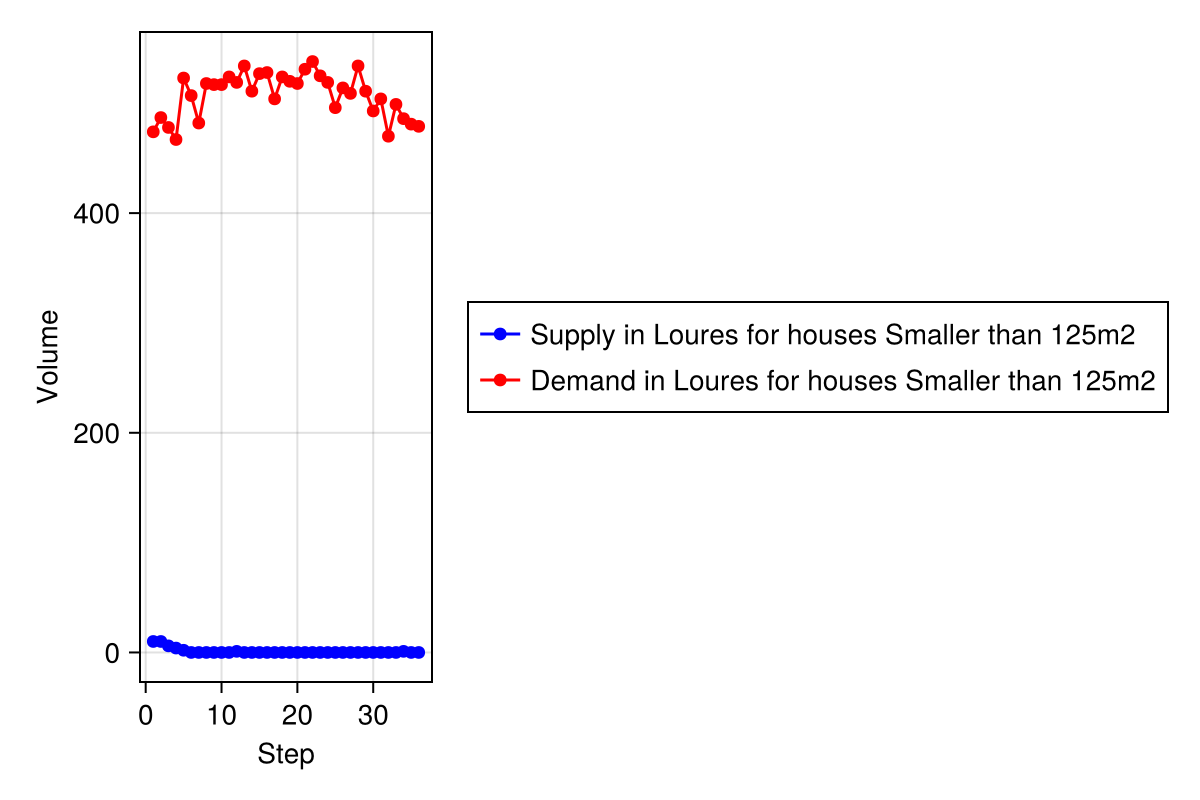 Volume
400
200
0
0 10 20 30
Step
Supply in Loures for houses Smaller than 125m2
Demand in Loures for houses Smaller than 125m2